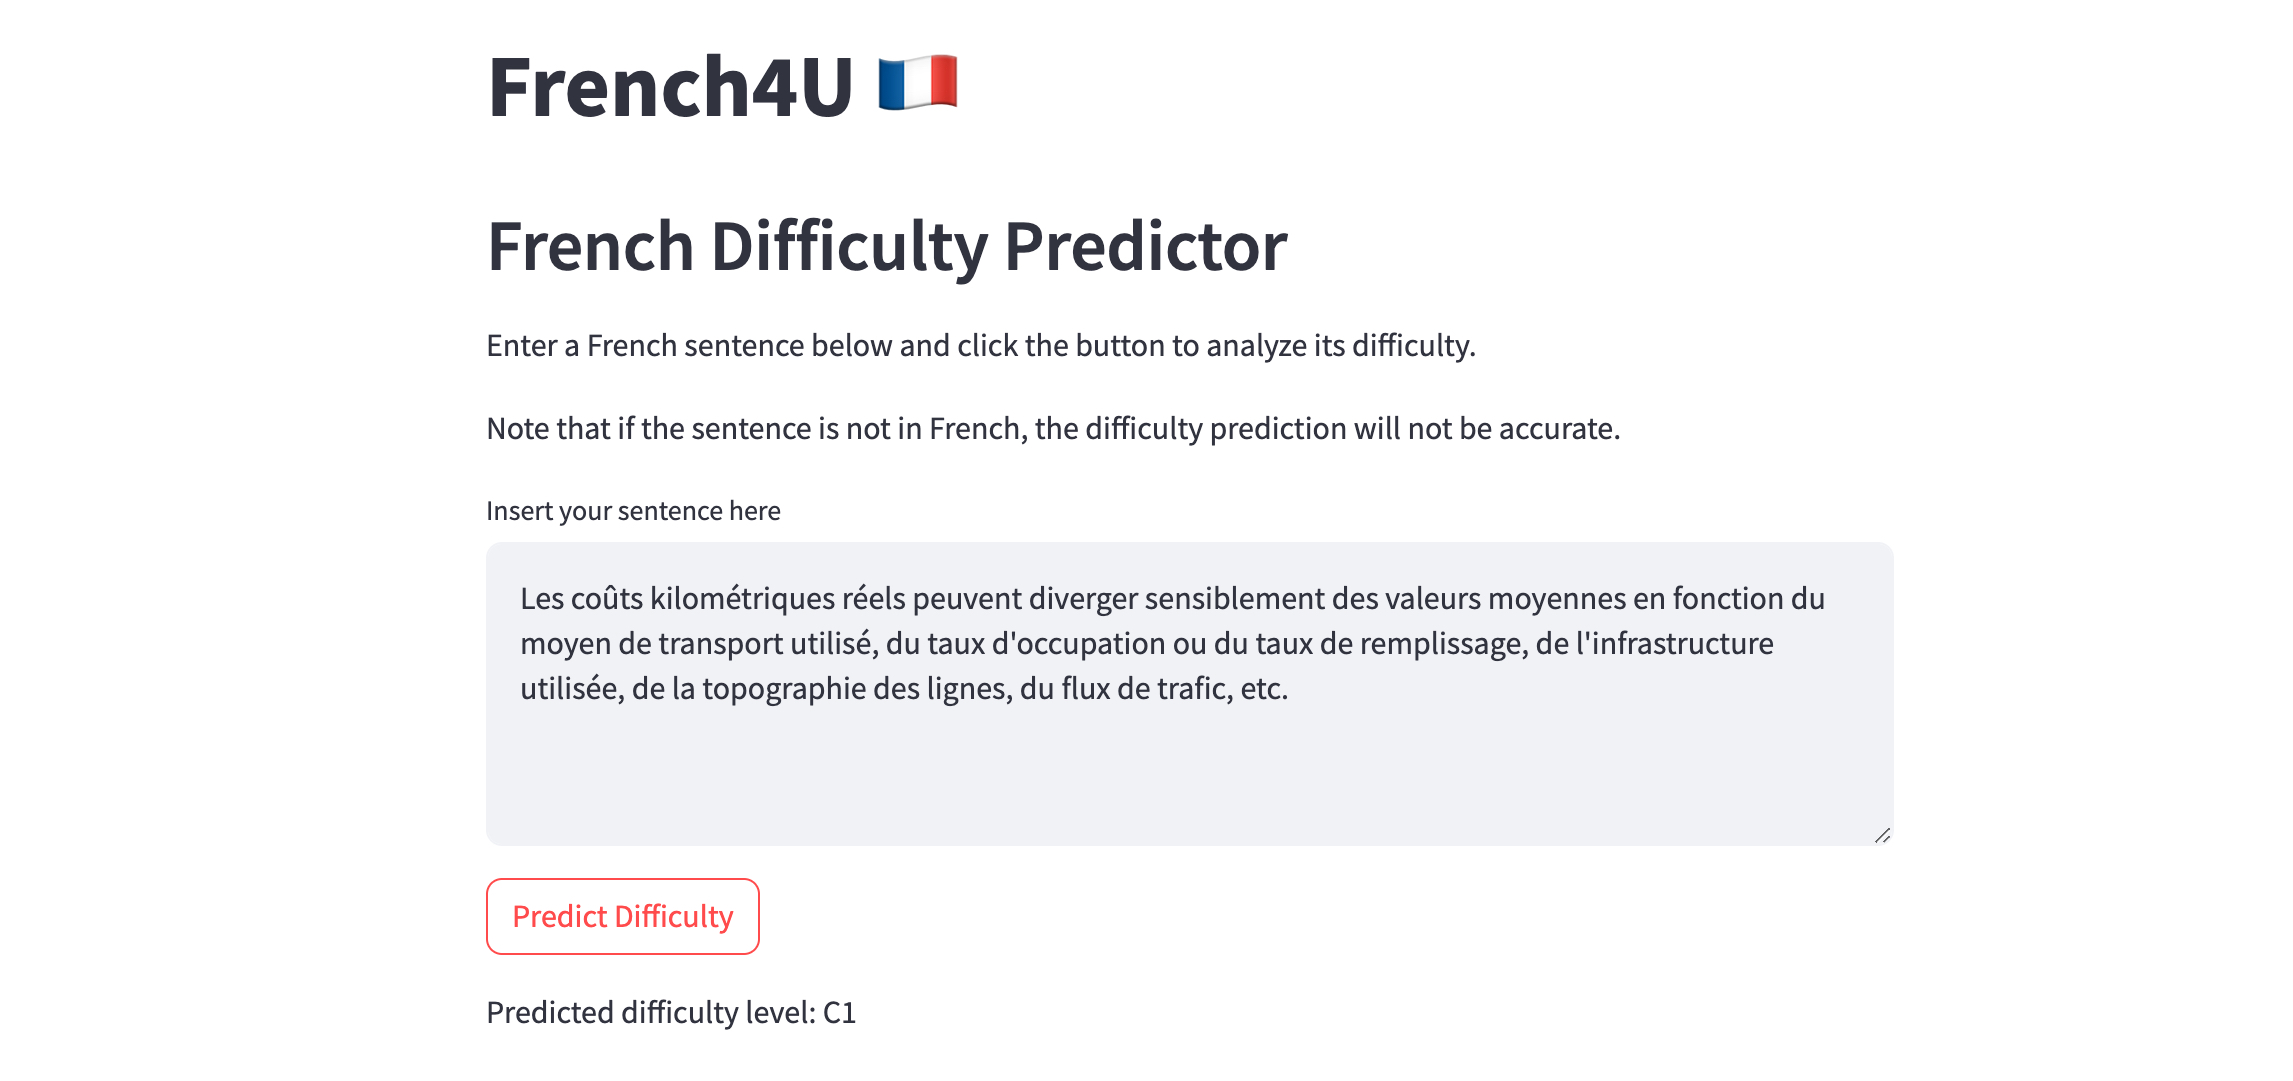 French4U 🇫🇷
French Difficulty Predictor
Enter a French sentence below and click the button to analyze its difficulty.
Note that if the sentence is not in French, the difficulty prediction will not be accurate.
Insert your sentence here
Les coûts kilométriques réels peuvent diverger sensiblement des valeurs moyennes en fonction du
moyen de transport utilisé, du taux d'occupation ou du taux de remplissage, de l'infrastructure
utilisée, de la topographie des lignes, du flux de trafic, etc.
Predict Difficulty
Predicted difficulty level: C1